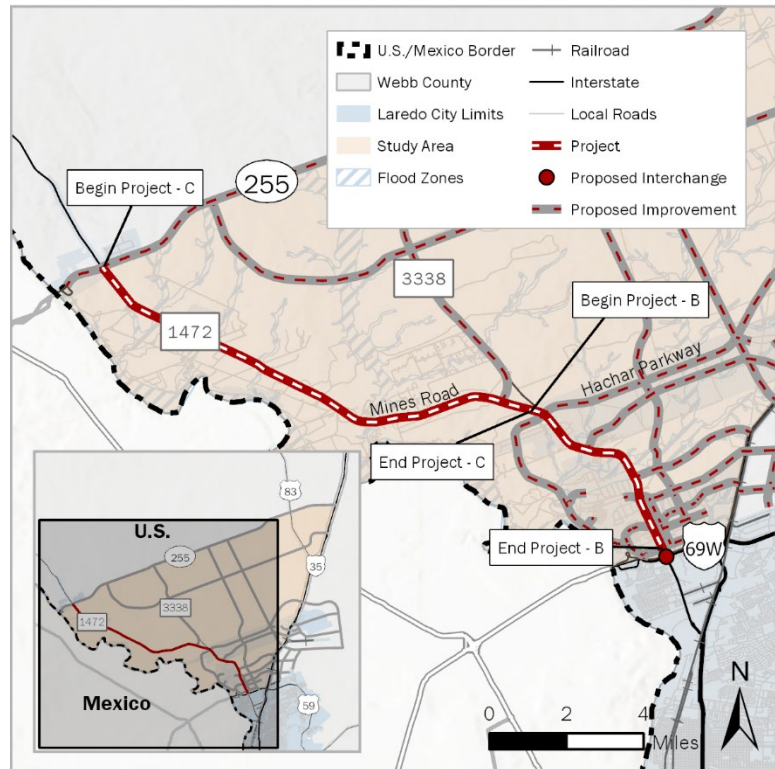 U.S./Mexico Border
Webb County
Laredo City Limits
Study Area
Flood Zones
Railroad
Interstate
Local Roads
Project
Proposed Interchange
Proposed Improvement
Begin Project - C
255
3338
1472
Begin Project - B
Hachar Parkway
Mines Road
End Project - C
End Project - B
69W
83
U.S.
255
35
3338
1472
Mexico
59
N
0 2 4
Miles